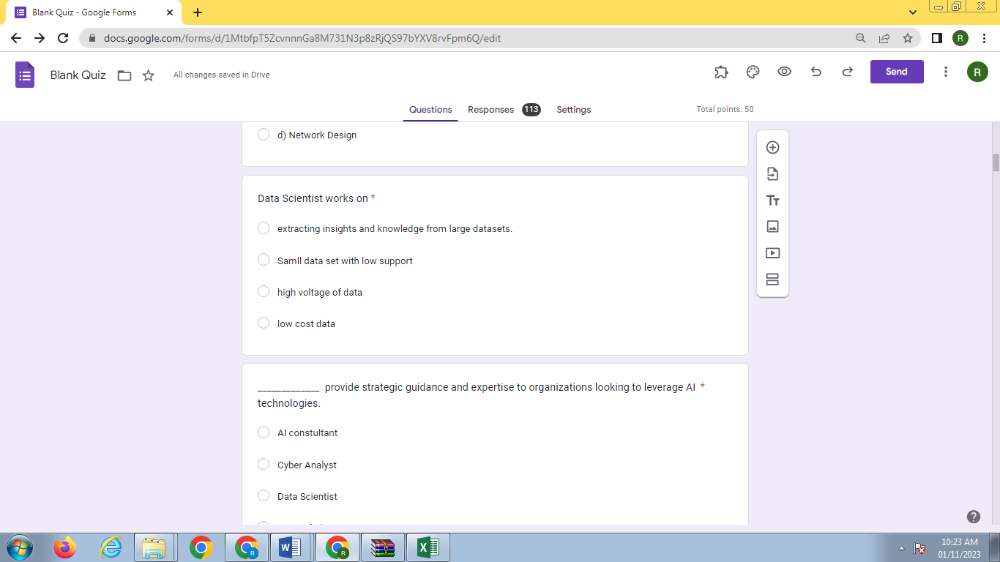 Blank Quiz - Google Forms
docs.google.com/forms/d/1MtbfpT5ZcvnnnGa8M731N3p8zRjQS97bYXV8rvFpm6Q/edit
R
Blank Quiz
All changes saved in Drive
Send
R
Questions
Responses 113
Settings
Total points: 50
d) Network Design
Data Scientist works on *
extracting insights and knowledge from large datasets.
Samll data set with low support
high voltage of data
low cost data
_____________ provide strategic guidance and expertise to organizations looking to leverage AI *
technologies.
AI constultant
Cyber Analyst
Data Scientist
10:23 AM
01/11/2023